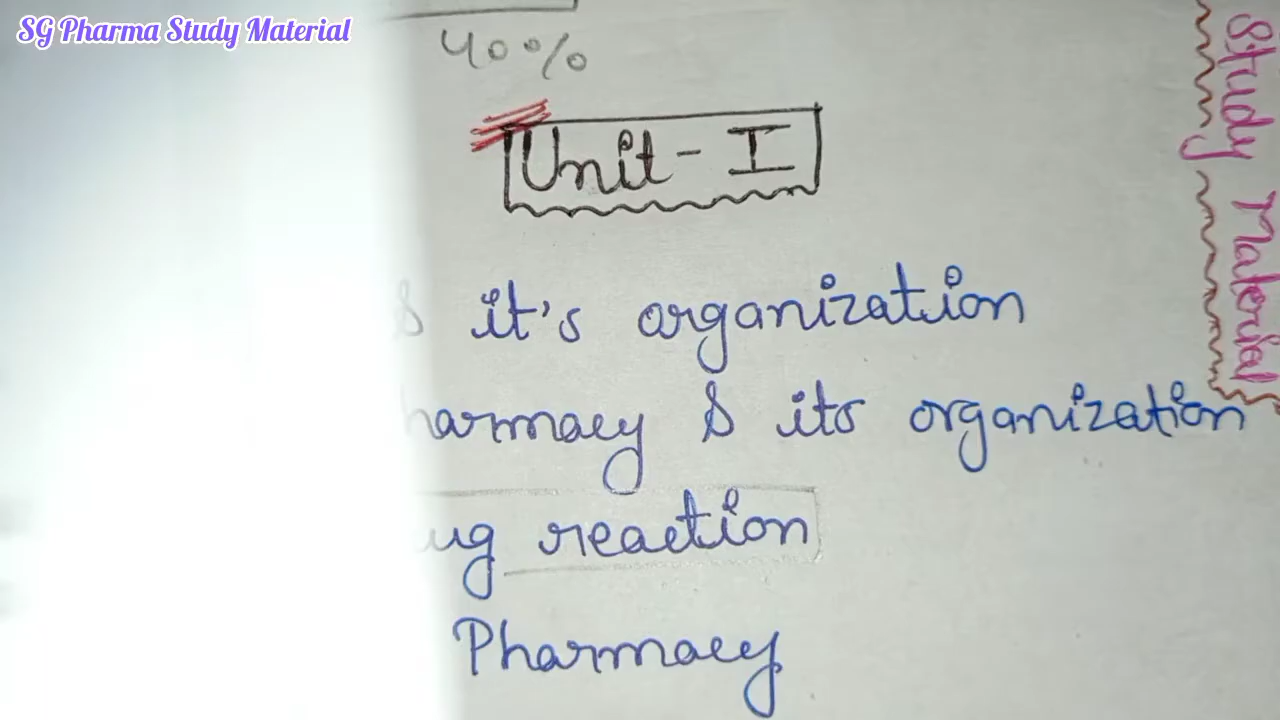 SG Pharma Study Material
40%
Unit - I
& it's organization
harmacy & its organization
ug reaction
Pharmacy
Study Material